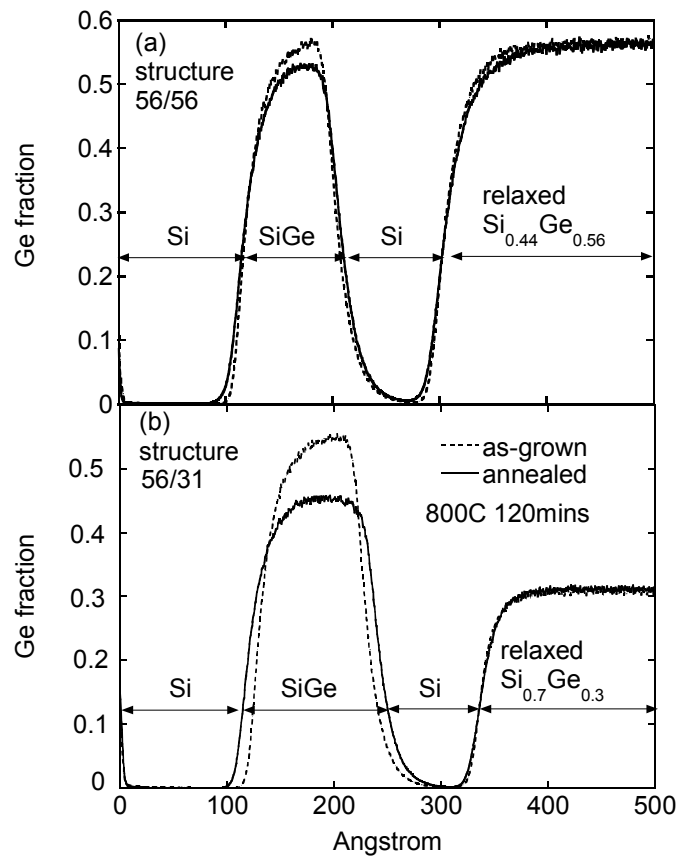 0.6
(a)
structure
56/56
0.5
0.4
0.3
0.2
0.1
0
Ge fraction
Si
SiGe
Si
relaxed
Si0.44Ge0.56
(b)
structure
56/31
0.5
0.4
0.3
0.2
0.1
0
Ge fraction
as-grown
annealed
800C 120mins
Si
SiGe
Si
relaxed
Si0.7Ge0.3
0 100 200 300 400 500
Angstrom